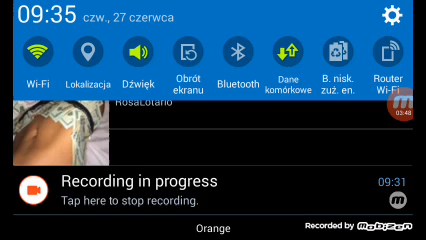 09:35 czw., 27 czerwca
Wi-Fi
Lokalizacja
Dźwięk
Obrót
ekranu
Bluetooth
Dane
komórkowe
B. nisk.
zuż. en.
Router
Wi-Fi
RosaLotario
03:48
Recording in progress
09:31
Tap here to stop recording.
Orange
Recorded by mobizen